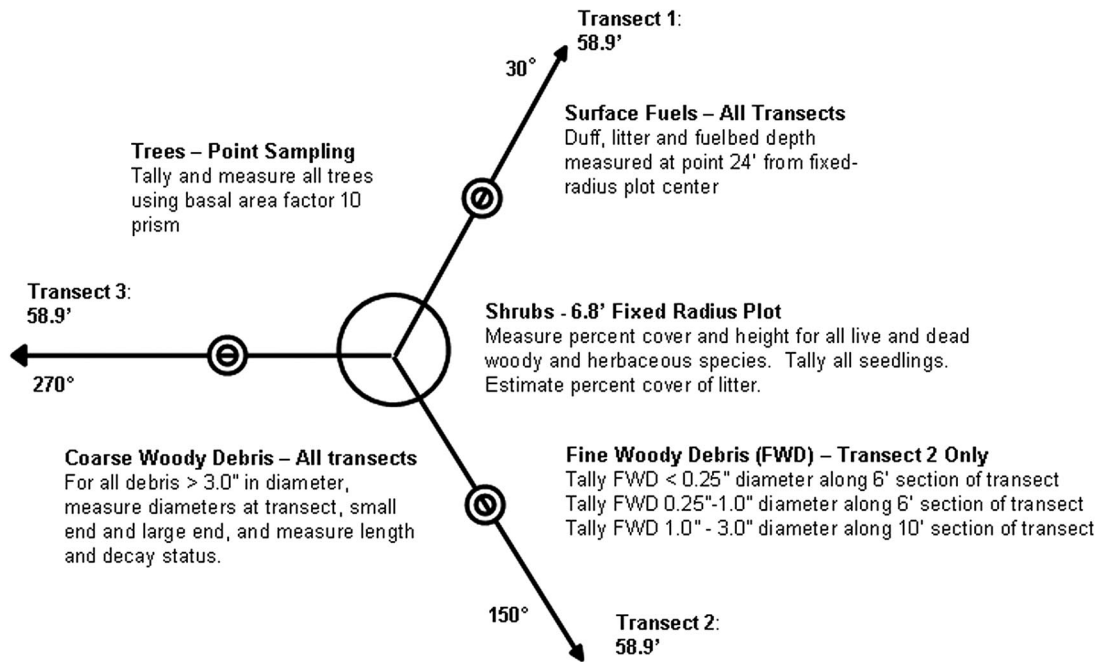 Transect 1:
58.9'
30°
Surface Fuels – All Transects
Duff, litter and fuelbed depth
measured at point 24' from fixed-
radius plot center
Trees – Point Sampling
Tally and measure all trees
using basal area factor 10
prism
Transect 3:
58.9'
270°
Shrubs - 6.8' Fixed Radius Plot
Measure percent cover and height for all live and dead
woody and herbaceous species. Tally all seedlings.
Estimate percent cover of litter.
Coarse Woody Debris – All transects
For all debris > 3.0" in diameter,
measure diameters at transect, small
end and large end, and measure length
and decay status.
Fine Woody Debris (FWD) – Transect 2 Only
Tally FWD < 0.25" diameter along 6' section of transect
Tally FWD 0.25"-1.0" diameter along 6' section of transect
Tally FWD 1.0" - 3.0" diameter along 10' section of transect
150°
Transect 2:
58.9'